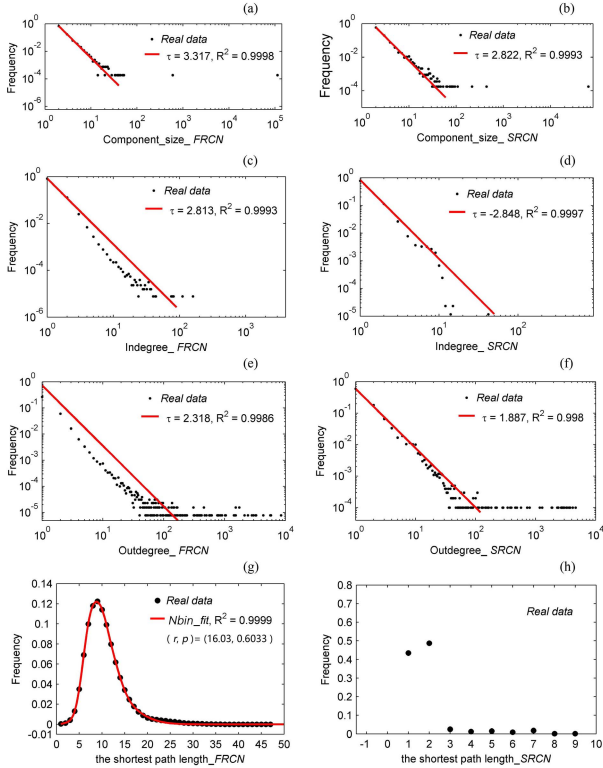 (a)
10^0
10^-2
10^-4
10^-6
Frequency
Real data
τ = 3.317, R² = 0.9998
10^0 10^1 10^2 10^3 10^4 10^5
Component_size_ FRCN
(b)
10^0
10^-2
10^-4
Frequency
Real data
τ = 2.822, R² = 0.9993
10^0 10^1 10^2 10^3 10^4
Component_size_ SRCN
(c)
10^0
10^-2
10^-4
10^-6
Frequency
Real data
τ = 2.813, R² = 0.9993
10^0 10^1 10^2 10^3
Indegree_ FRCN
(d)
10^0
10^-1
10^-2
10^-3
10^-4
10^-5
Frequency
Real data
τ = -2.848, R² = 0.9997
10^0 10^2
Indegree_ SRCN
(e)
10^0
10^-1
10^-2
10^-3
10^-4
10^-5
Frequency
Real data
τ = 2.318, R² = 0.9986
10^0 10^1 10^2 10^3 10^4
Outdegree_ FRCN
(f)
10^0
10^-1
10^-2
10^-3
10^-4
10^-5
Frequency
Real data
τ = 1.887, R² = 0.998
10^0 10^1 10^2 10^3 10^4
Outdegree_ SRCN
(g)
0.14
0.12
0.08
0.04
0
-0.01
Frequency
Real data
Nbin_fit, R² = 0.9999
( r, p ) = (16.03, 0.6033 )
0 5 10 15 20 25 30 35 40 45 50
the shortest path length_FRCN
(h)
0.8
0.7
0.6
0.5
0.4
0.3
0.2
0.1
0
Frequency
Real data
-1 0 1 2 3 4 5 6 7 8 9 10
the shortest path length_SRCN